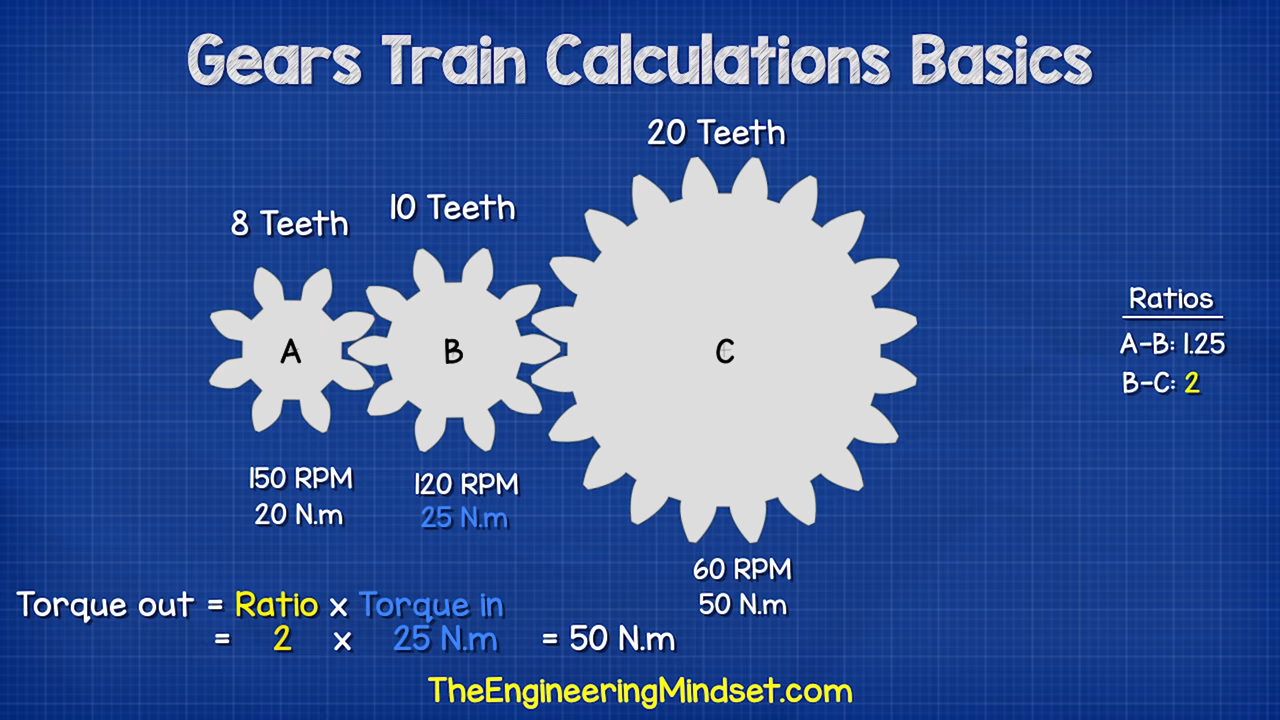 Gears Train Calculations Basics
20 Teeth
10 Teeth
8 Teeth
Ratios
A-B: 1.25
B-C: 2
A
B
C
150 RPM
20 N.m
120 RPM
25 N.m
60 RPM
50 N.m
Torque out = Ratio x Torque in
= 2 x 25 N.m = 50 N.m
TheEngineeringMindset.com